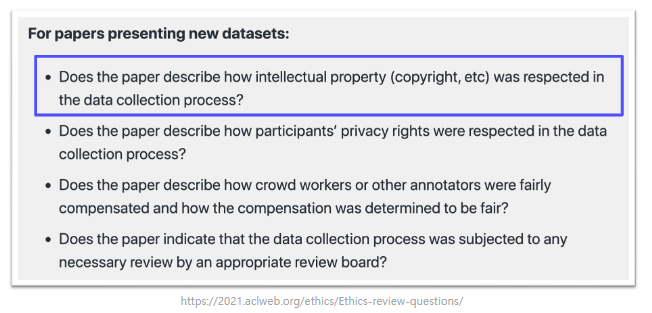 For papers presenting new datasets:
• Does the paper describe how intellectual property (copyright, etc) was respected in
the data collection process?
• Does the paper describe how participants’ privacy rights were respected in the data
collection process?
• Does the paper describe how crowd workers or other annotators were fairly
compensated and how the compensation was determined to be fair?
• Does the paper indicate that the data collection process was subjected to any
necessary review by an appropriate review board?
https://2021.aclweb.org/ethics/Ethics-review-questions/